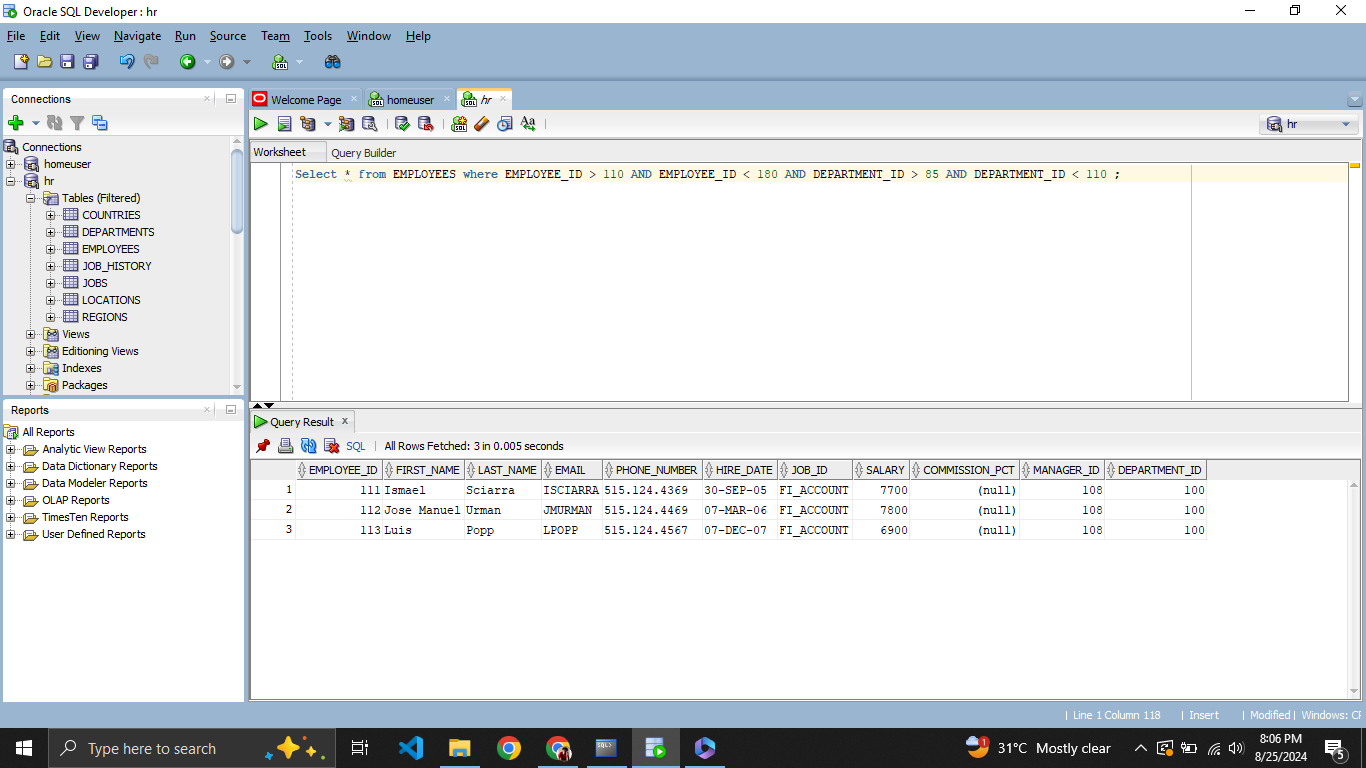 Oracle SQL Developer : hr
File Edit View Navigate Run Source Team Tools Window Help
Connections
Connections
homeuser
hr
Tables (Filtered)
COUNTRIES
DEPARTMENTS
EMPLOYEES
JOB_HISTORY
JOBS
LOCATIONS
REGIONS
Views
Editioning Views
Indexes
Packages
Reports
All Reports
Analytic View Reports
Data Dictionary Reports
Data Modeler Reports
OLAP Reports
TimesTen Reports
User Defined Reports
Welcome Page homeuser hr
hr
Worksheet Query Builder
Select * from EMPLOYEES where EMPLOYEE_ID > 110 AND EMPLOYEE_ID < 180 AND DEPARTMENT_ID > 85 AND DEPARTMENT_ID < 110 ;
Query Result
SQL | All Rows Fetched: 3 in 0.005 seconds
EMPLOYEE_ID FIRST_NAME LAST_NAME EMAIL PHONE_NUMBER HIRE_DATE JOB_ID SALARY COMMISSION_PCT MANAGER_ID DEPARTMENT_ID
1 111 Ismael Sciarra ISCIARRA 515.124.4369 30-SEP-05 FI_ACCOUNT 7700 (null) 108 100
2 112 Jose Manuel Urman JMURMAN 515.124.4469 07-MAR-06 FI_ACCOUNT 7800 (null) 108 100
3 113 Luis Popp LPOPP 515.124.4567 07-DEC-07 FI_ACCOUNT 6900 (null) 108 100
| Line 1 Column 118 | Insert | Modified | Windows: CF
Type here to search
SQL>
1 31°C Mostly clear
8:06 PM
8/25/2024
5